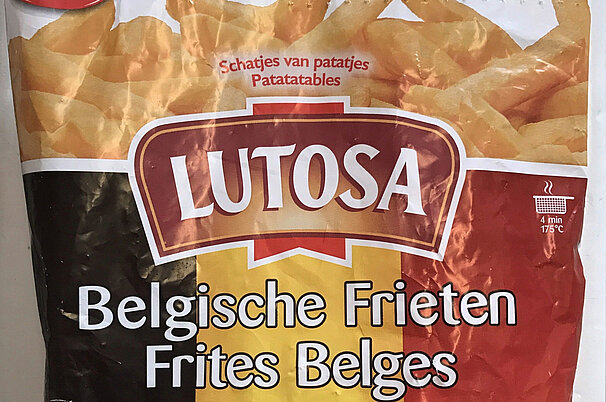 Schatjes van patatjes
Patatatables
LUTOSA
4 min
175°C
Belgische Frieten
Frites Belges